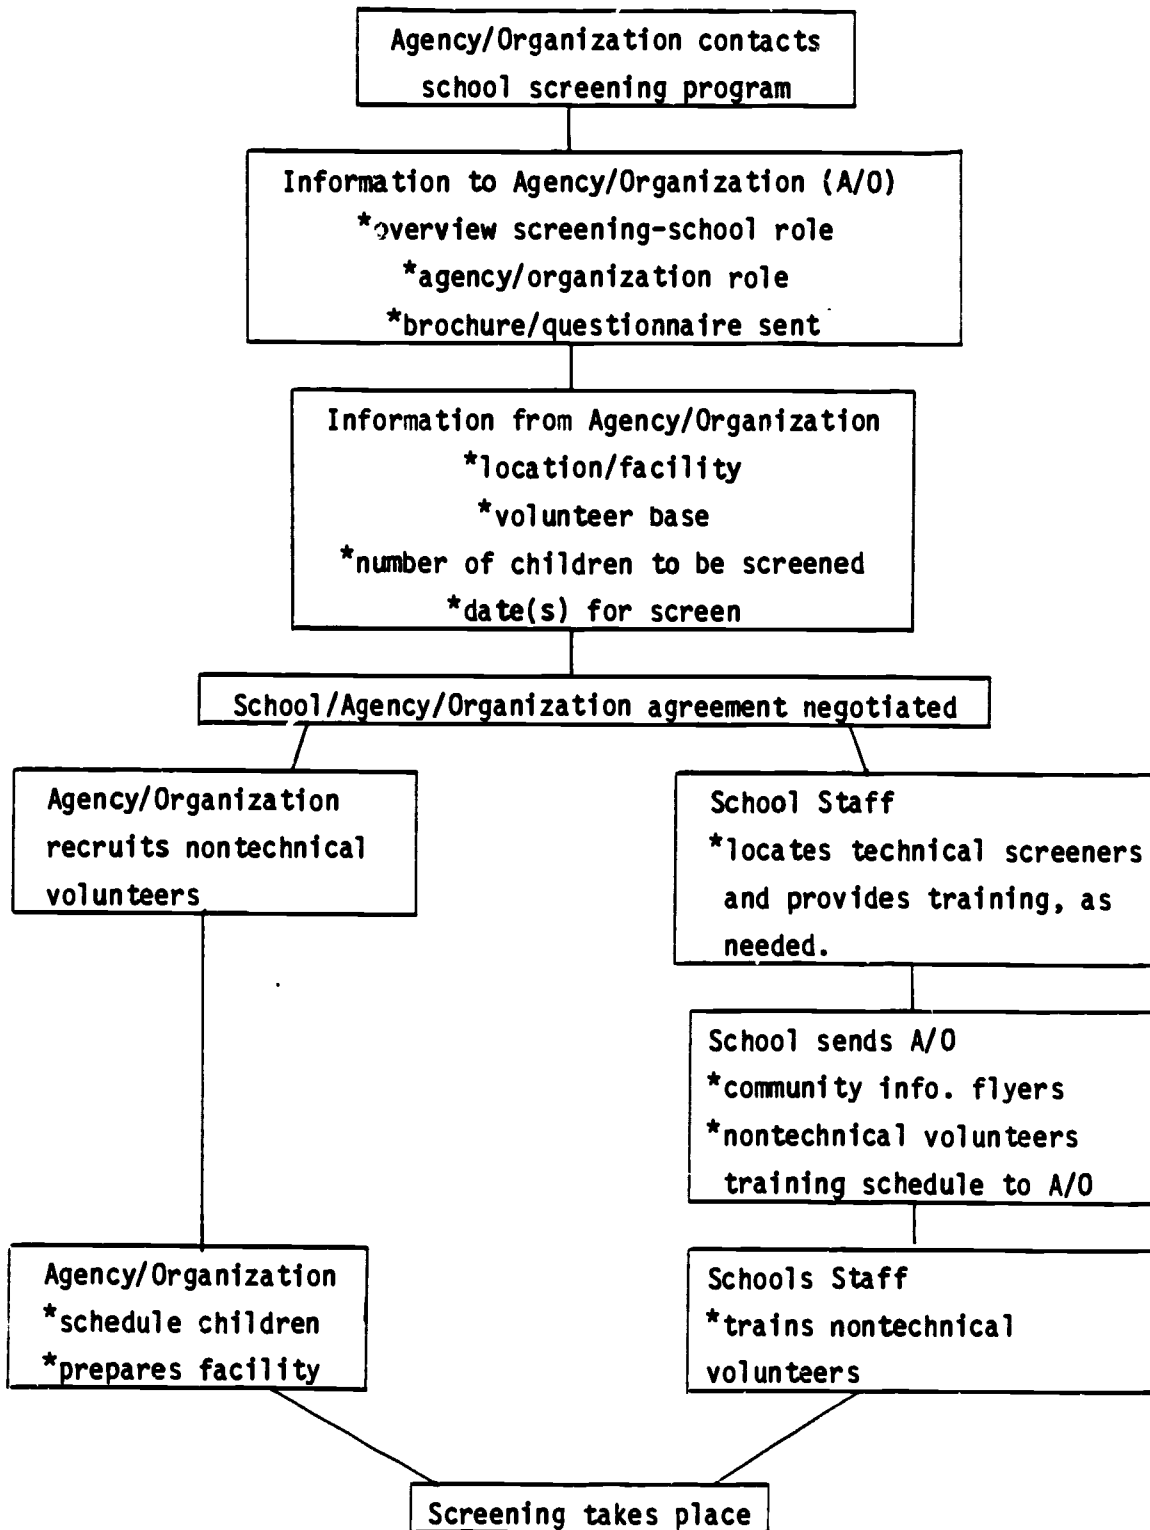 Agency/Organization contacts
school screening program
Information to Agency/Organization (A/O)
*overview screening-school role
*agency/organization role
*brochure/questionnaire sent
Information from Agency/Organization
*location/facility
*volunteer base
*number of children to be screened
*date(s) for screen
School/Agency/Organization agreement negotiated
Agency/Organization
recruits nontechnical
volunteers
School Staff
*locates technical screeners
and provides training, as
needed.
School sends A/O
*community info. flyers
*nontechnical volunteers
training schedule to A/O
Agency/Organization
*schedule children
*prepares facility
Schools Staff
*trains nontechnical
volunteers
Screening takes place